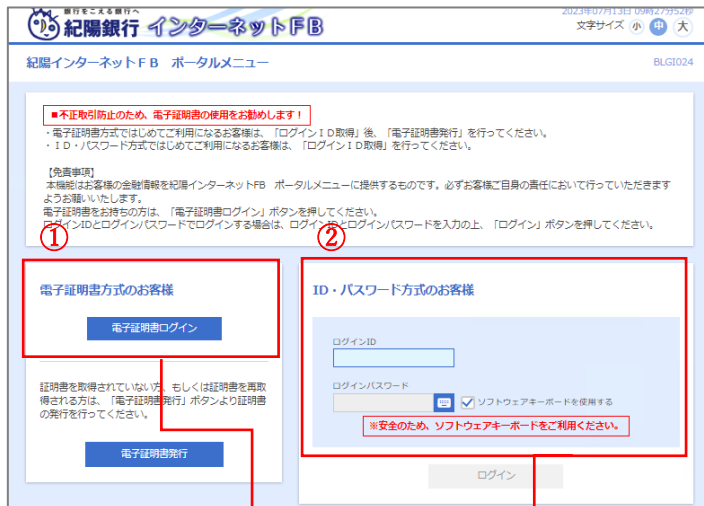 銀行をこえる銀行へ
紀陽銀行 インターネットFB
2023年07月13日 09時27分52秒
文字サイズ 小 中 大
紀陽インターネットFB ポータルメニュー
BLGI024
■不正取引防止のため、電子証明書の使用をお勧めします！
・電子証明書方式ではじめてご利用になるお客様は、「ログインID取得」後、「電子証明書発行」を行ってください。
・ID・パスワード方式ではじめてご利用になるお客様は、「ログインID取得」を行ってください。
【免責事項】
本機能はお客様の金融情報を紀陽インターネットFB ポータルメニューに提供するものです。必ずお客様ご自身の責任において行っていただきます
ようお願いいたします。
電子証明書をお持ちの方は、「電子証明書ログイン」ボタンを押してください。
ログインIDとログインパスワードでログインする場合は、ログインIDとログインパスワードを入力の上、「ログイン」ボタンを押してください。
①
②
電子証明書方式のお客様
電子証明書ログイン
証明書を取得されていない方、もしくは証明書を再取
得される方は、「電子証明書発行」ボタンより証明書
の発行を行ってください。
電子証明書発行
ID・パスワード方式のお客様
ログインID
ログインパスワード
ソフトウェアキーボードを使用する
※安全のため、ソフトウェアキーボードをご利用ください。
ログイン